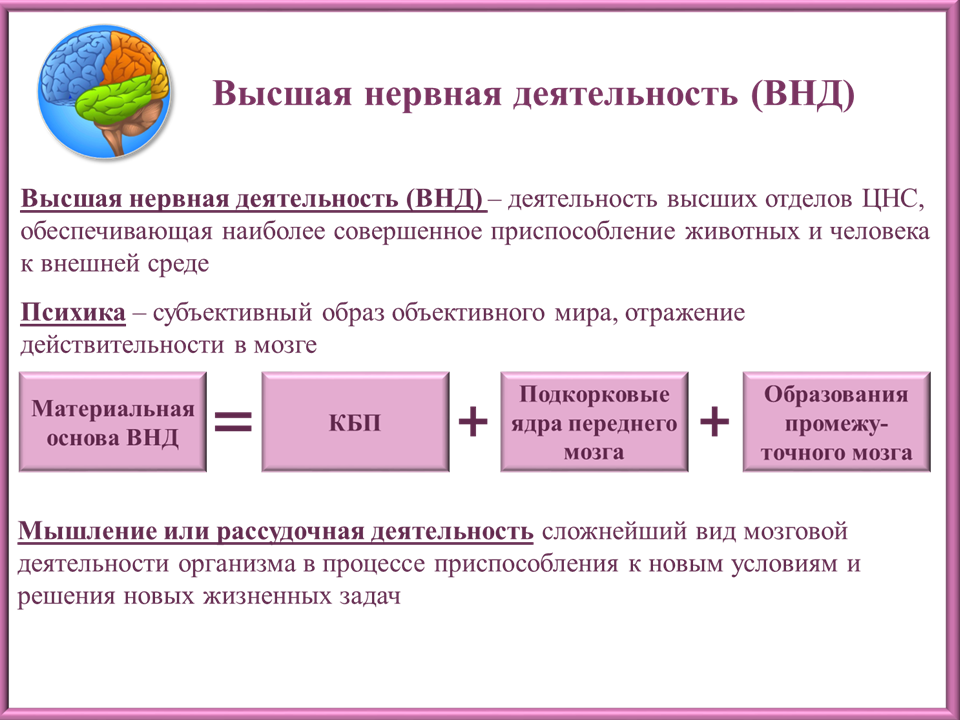 Высшая нервная деятельность (ВНД)
Высшая нервная деятельность (ВНД) – деятельность высших отделов ЦНС,
обеспечивающая наиболее совершенное приспособление животных и человека
к внешней среде
Психика – субъективный образ объективного мира, отражение
действительности в мозге
Материальная
основа ВНД
=
КБП
+
Подкорковые
ядра переднего
мозга
+
Образования
промежу-
точного мозга
Мышление или рассудочная деятельность сложнейший вид мозговой
деятельности организма в процессе приспособления к новым условиям и
решения новых жизненных задач